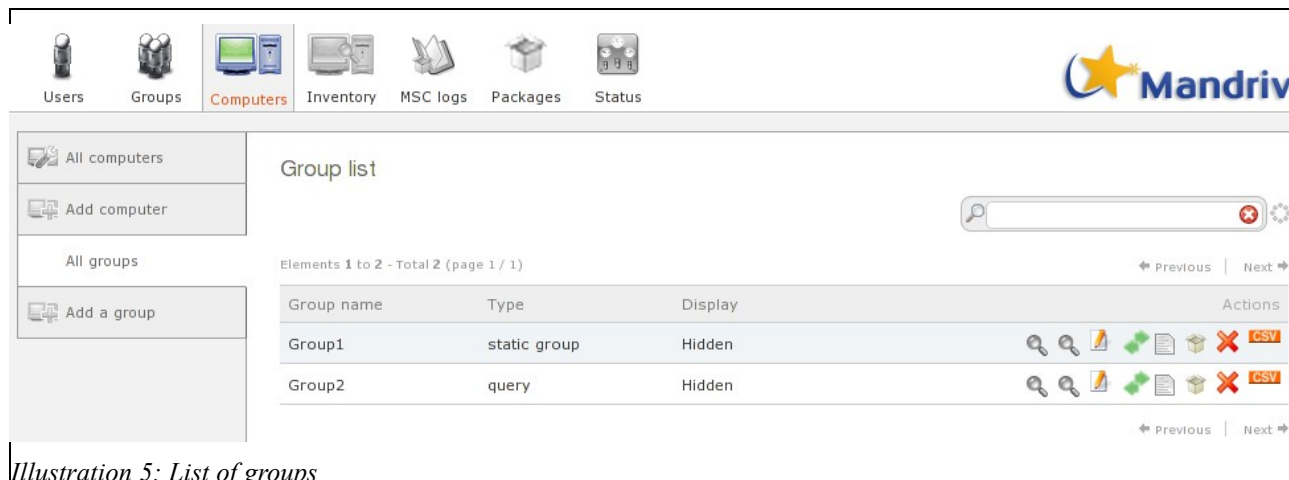 Users Groups Computers Inventory MSC logs Packages Status
Mandriv
All computers
Add computer
All groups
Add a group
Group list
Elements 1 to 2 - Total 2 (page 1 / 1)
Previous | Next
Group name Type Display Actions
Group1 static group Hidden CSV
Group2 query Hidden CSV
Previous | Next
Illustration 5: List of groups